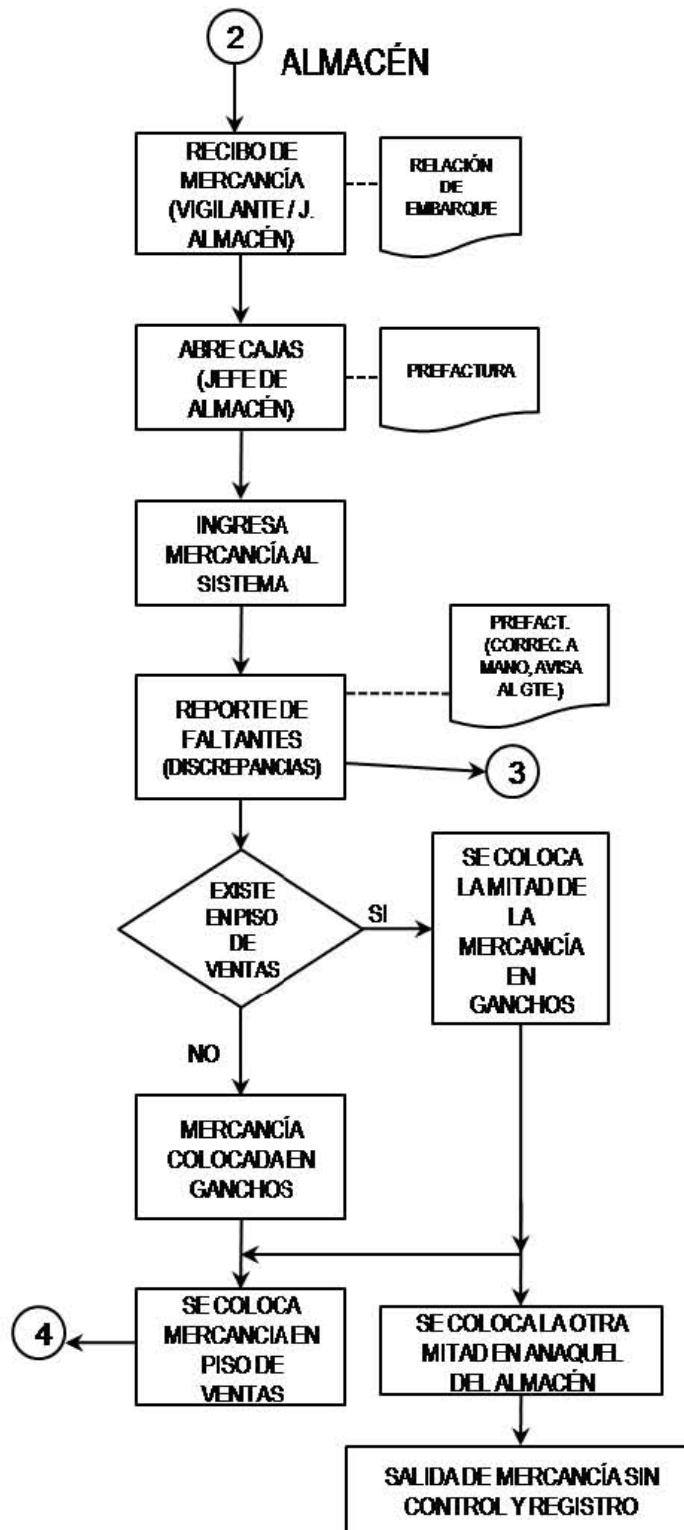 2
ALMACÉN
RECIBO DE
MERCANCÍA
(VIGILANTE / J.
ALMACÉN)
RELACIÓN
DE
EMBARQUE
ABRE CAJAS
(JEFE DE
ALMACÉN)
PREFACTURA
INGRESA
MERCANCÍA AL
SISTEMA
PREFACT.
(CORREC. A
MANO, AVISA
AL GTE.)
REPORTE DE
FALTANTES
(DISCREPANCIAS)
3
EXISTE
EN PISO
DE
VENTAS
SI
SE COLOCA
LA MITAD DE
LA
MERCANCÍA
EN
GANCHOS
NO
MERCANCÍA
COLOCADA EN
GANCHOS
4
SE COLOCA
MERCANCIA EN
PISO DE
VENTAS
SE COLOCA LA OTRA
MITAD EN ANAQUEL
DEL ALMACÉN
SALIDA DE MERCANCÍA SIN
CONTROL Y REGISTRO